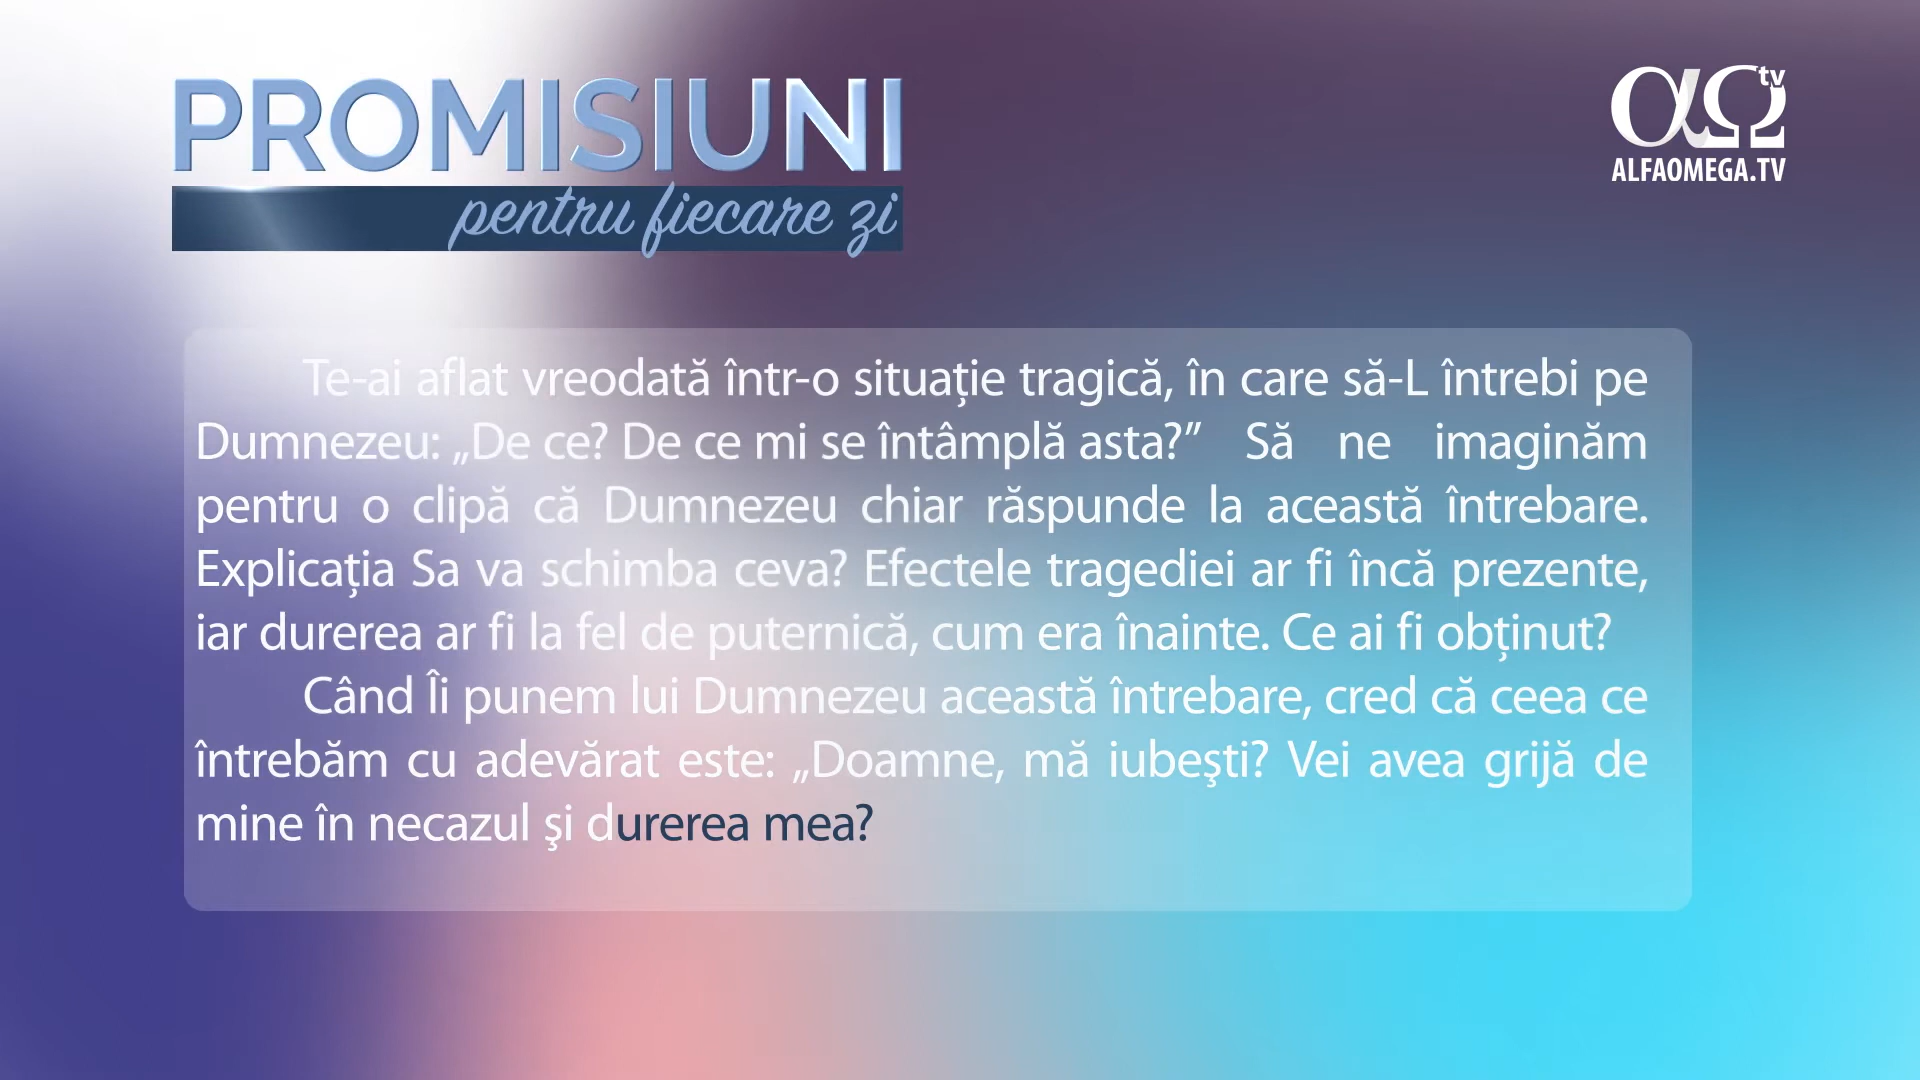 PROMISIUNI
pentru fiecare zi
αΩ tv
ALFAOMEGA.TV
Te-ai aflat vreodată într-o situație tragică, în care să-L întrebi pe
Dumnezeu: „De ce? De ce mi se întâmplă asta?” Să ne imaginăm
pentru o clipă că Dumnezeu chiar răspunde la această întrebare.
Explicația Sa va schimba ceva? Efectele tragediei ar fi încă prezente,
iar durerea ar fi la fel de puternică, cum era înainte. Ce ai fi obținut?
Când Îi punem lui Dumnezeu această întrebare, cred că ceea ce
întrebăm cu adevărat este: „Doamne, mă iubeşti? Vei avea grijă de
mine în necazul şi durerea mea?